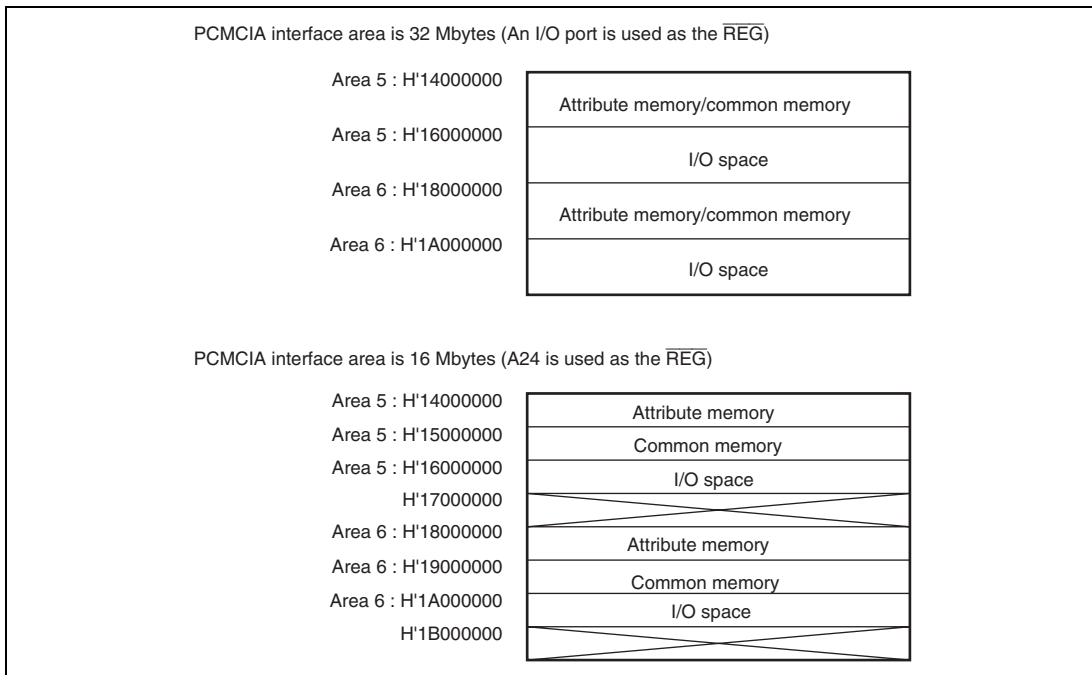 PCMCIA interface area is 32 Mbytes (An I/O port is used as the REG)
Area 5 : H'14000000
Attribute memory/common memory
Area 5 : H'16000000
I/O space
Area 6 : H'18000000
Attribute memory/common memory
Area 6 : H'1A000000
I/O space
PCMCIA interface area is 16 Mbytes (A24 is used as the REG)
Area 5 : H'14000000
Attribute memory
Area 5 : H'15000000
Common memory
Area 5 : H'16000000
I/O space
H'17000000
Area 6 : H'18000000
Attribute memory
Area 6 : H'19000000
Common memory
Area 6 : H'1A000000
I/O space
H'1B000000